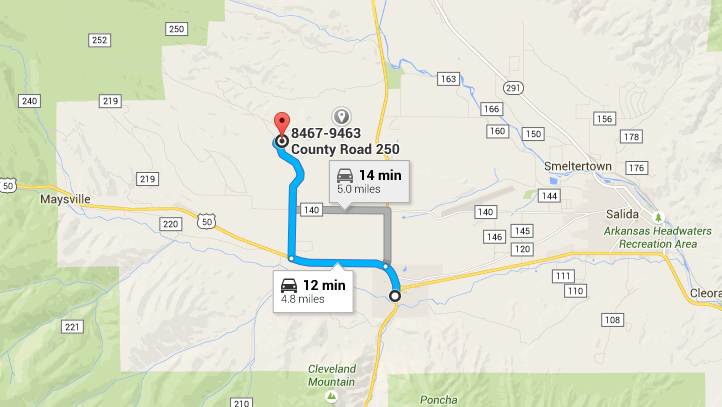 250
252
163
291
240
219
166
156
160
150
178
8467-9463
County Road 250
Smeltertown
176
14 min
5.0 miles
219
50
Maysville
144
140
140
Salida
220
50
145
146
120
Arkansas Headwaters
Recreation Area
12 min
4.8 miles
111
110
Cleora
221
108
Cleveland
Mountain
210
Poncha